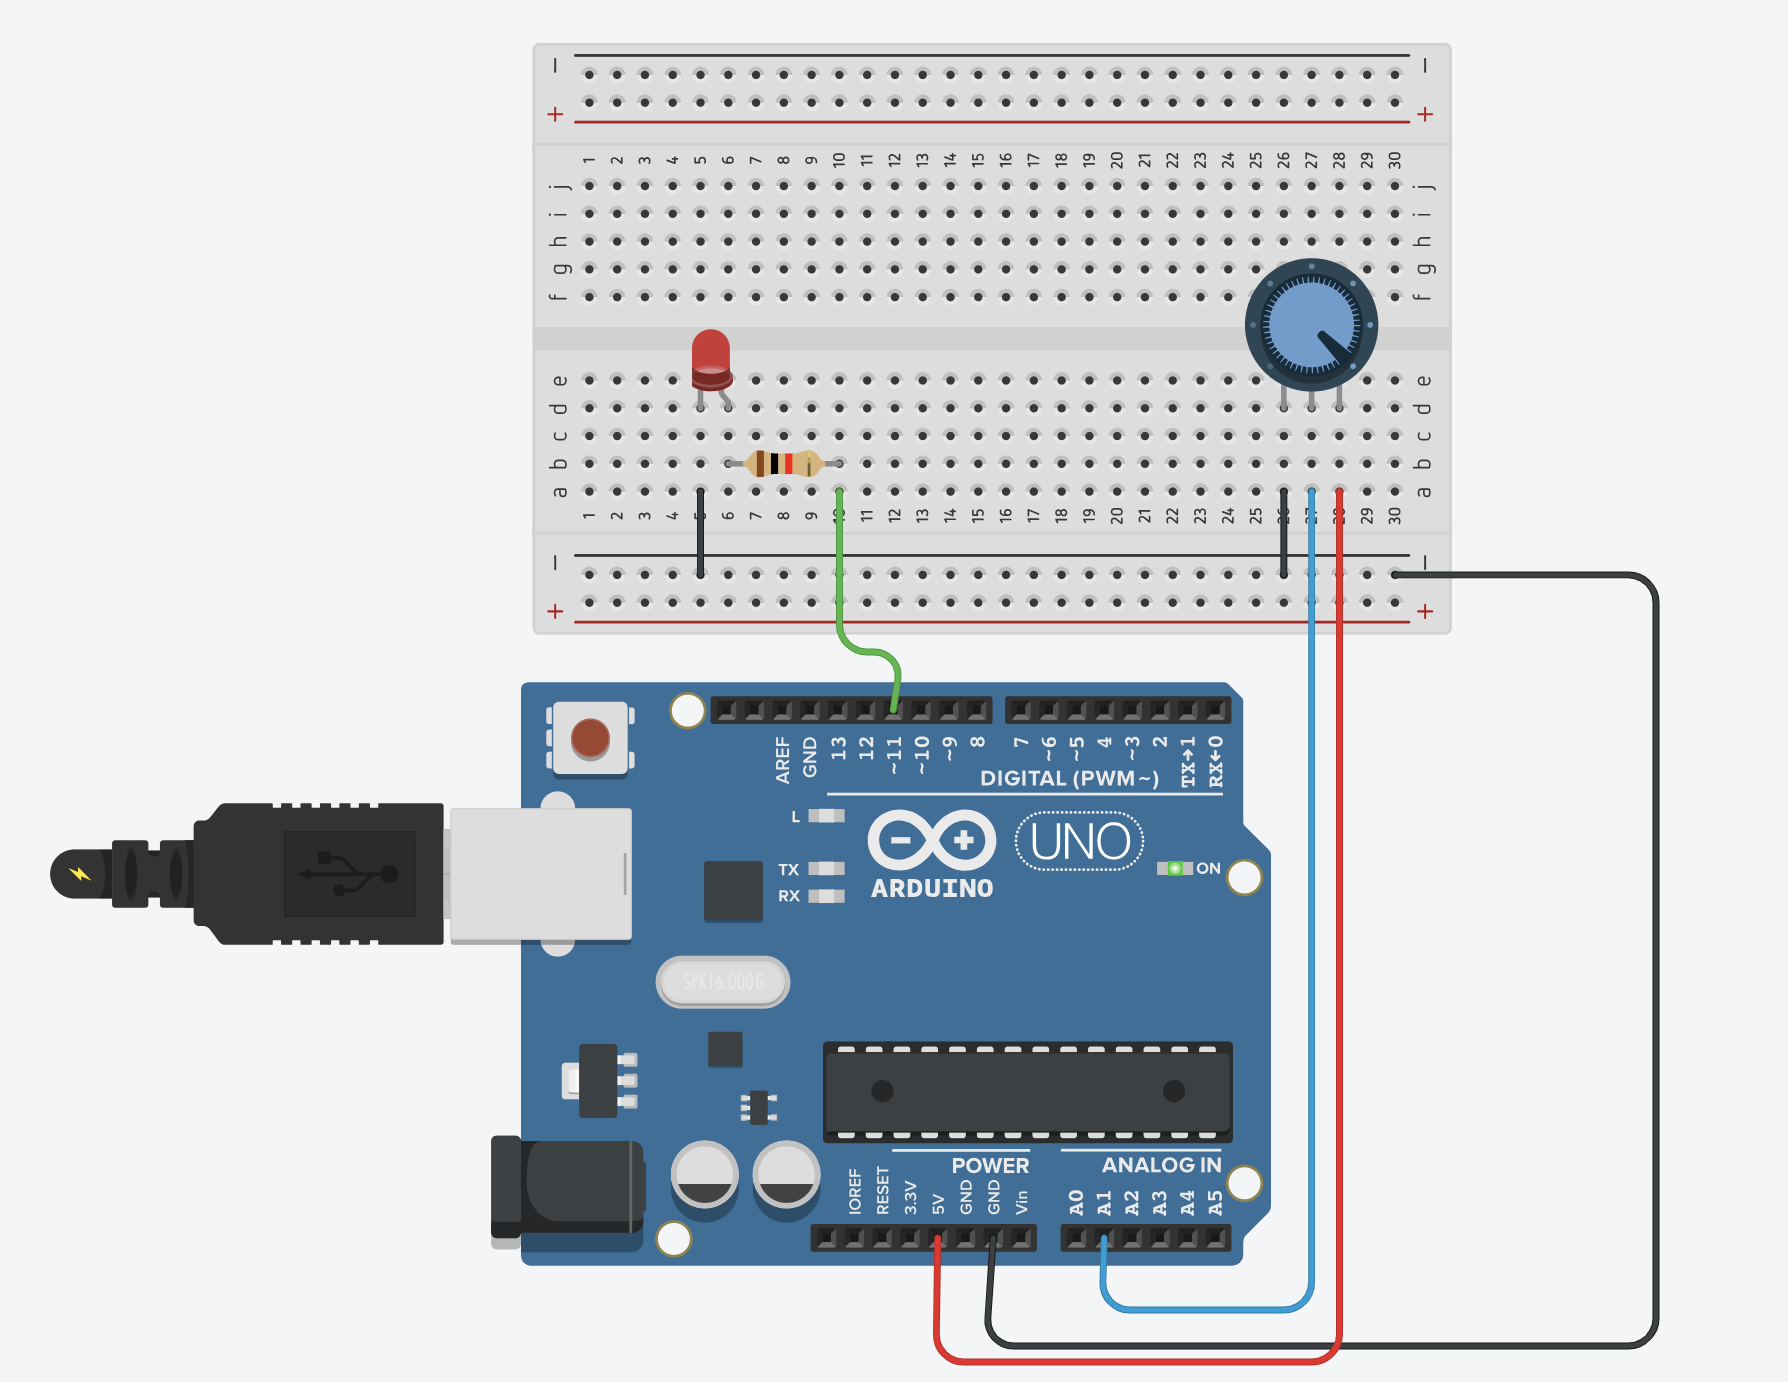 − −
+ +
1 2 3 4 5 6 7 8 9 10 11 12 13 14 15 16 17 18 19 20 21 22 23 24 25 26 27 28 29 30
j j
i i
h h
g g
f f
e e
d d
c c
b b
a a
1 2 3 4 5 6 7 8 9 10 11 12 13 14 15 16 17 18 19 20 21 22 23 24 25 26 27 28 29 30
− −
+ +
AREF GND 13 12 ~11 ~10 ~9 8 7 ~6 ~5 4 ~3 2 TX→1 RX←0
DIGITAL (PWM~)
L
UNO
TX
ON
RX
ARDUINO
SPK16.000G
POWER
ANALOG IN
IOREF RESET 3.3V 5V GND GND Vin A0 A1 A2 A3 A4 A5